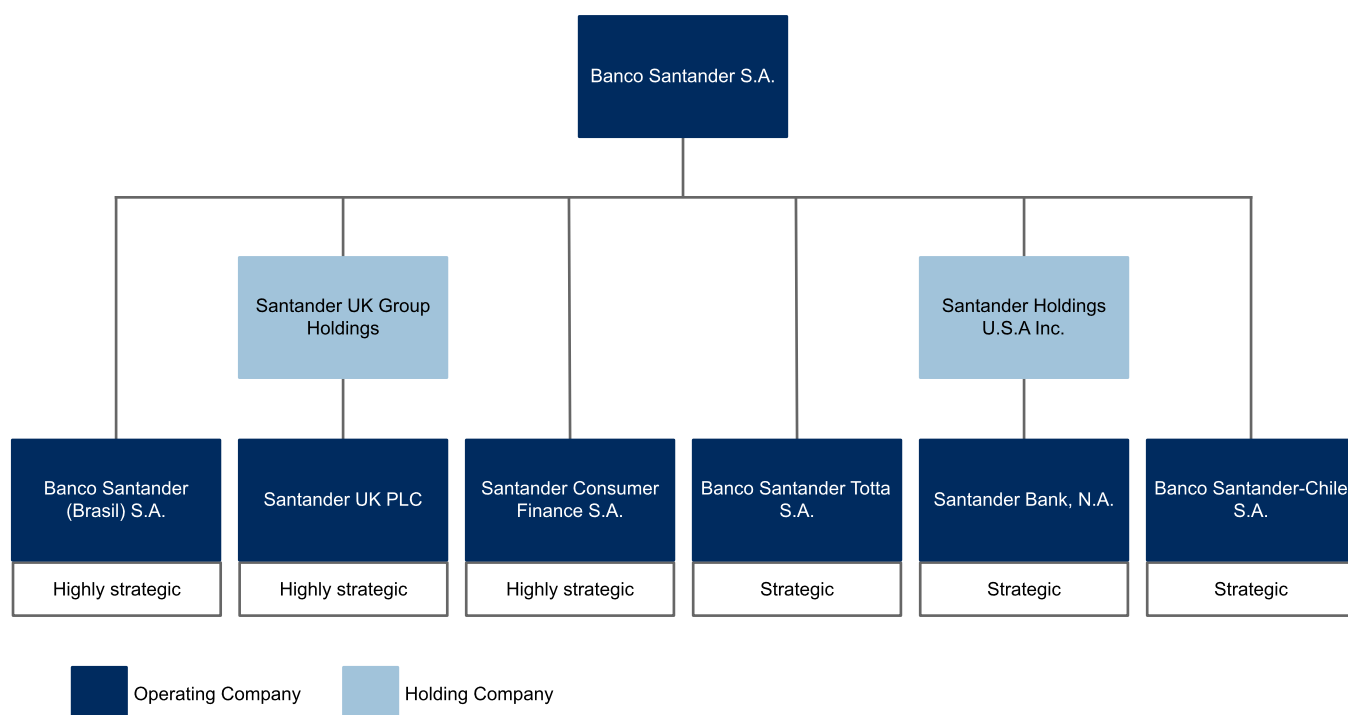 Banco Santander S.A.
Santander UK Group
Holdings
Santander Holdings
U.S.A Inc.
Banco Santander
(Brasil) S.A.
Santander UK PLC
Santander Consumer
Finance S.A.
Banco Santander Totta
S.A.
Santander Bank, N.A.
Banco Santander-Chile
S.A.
Highly strategic
Highly strategic
Highly strategic
Strategic
Strategic
Strategic
Operating Company
Holding Company